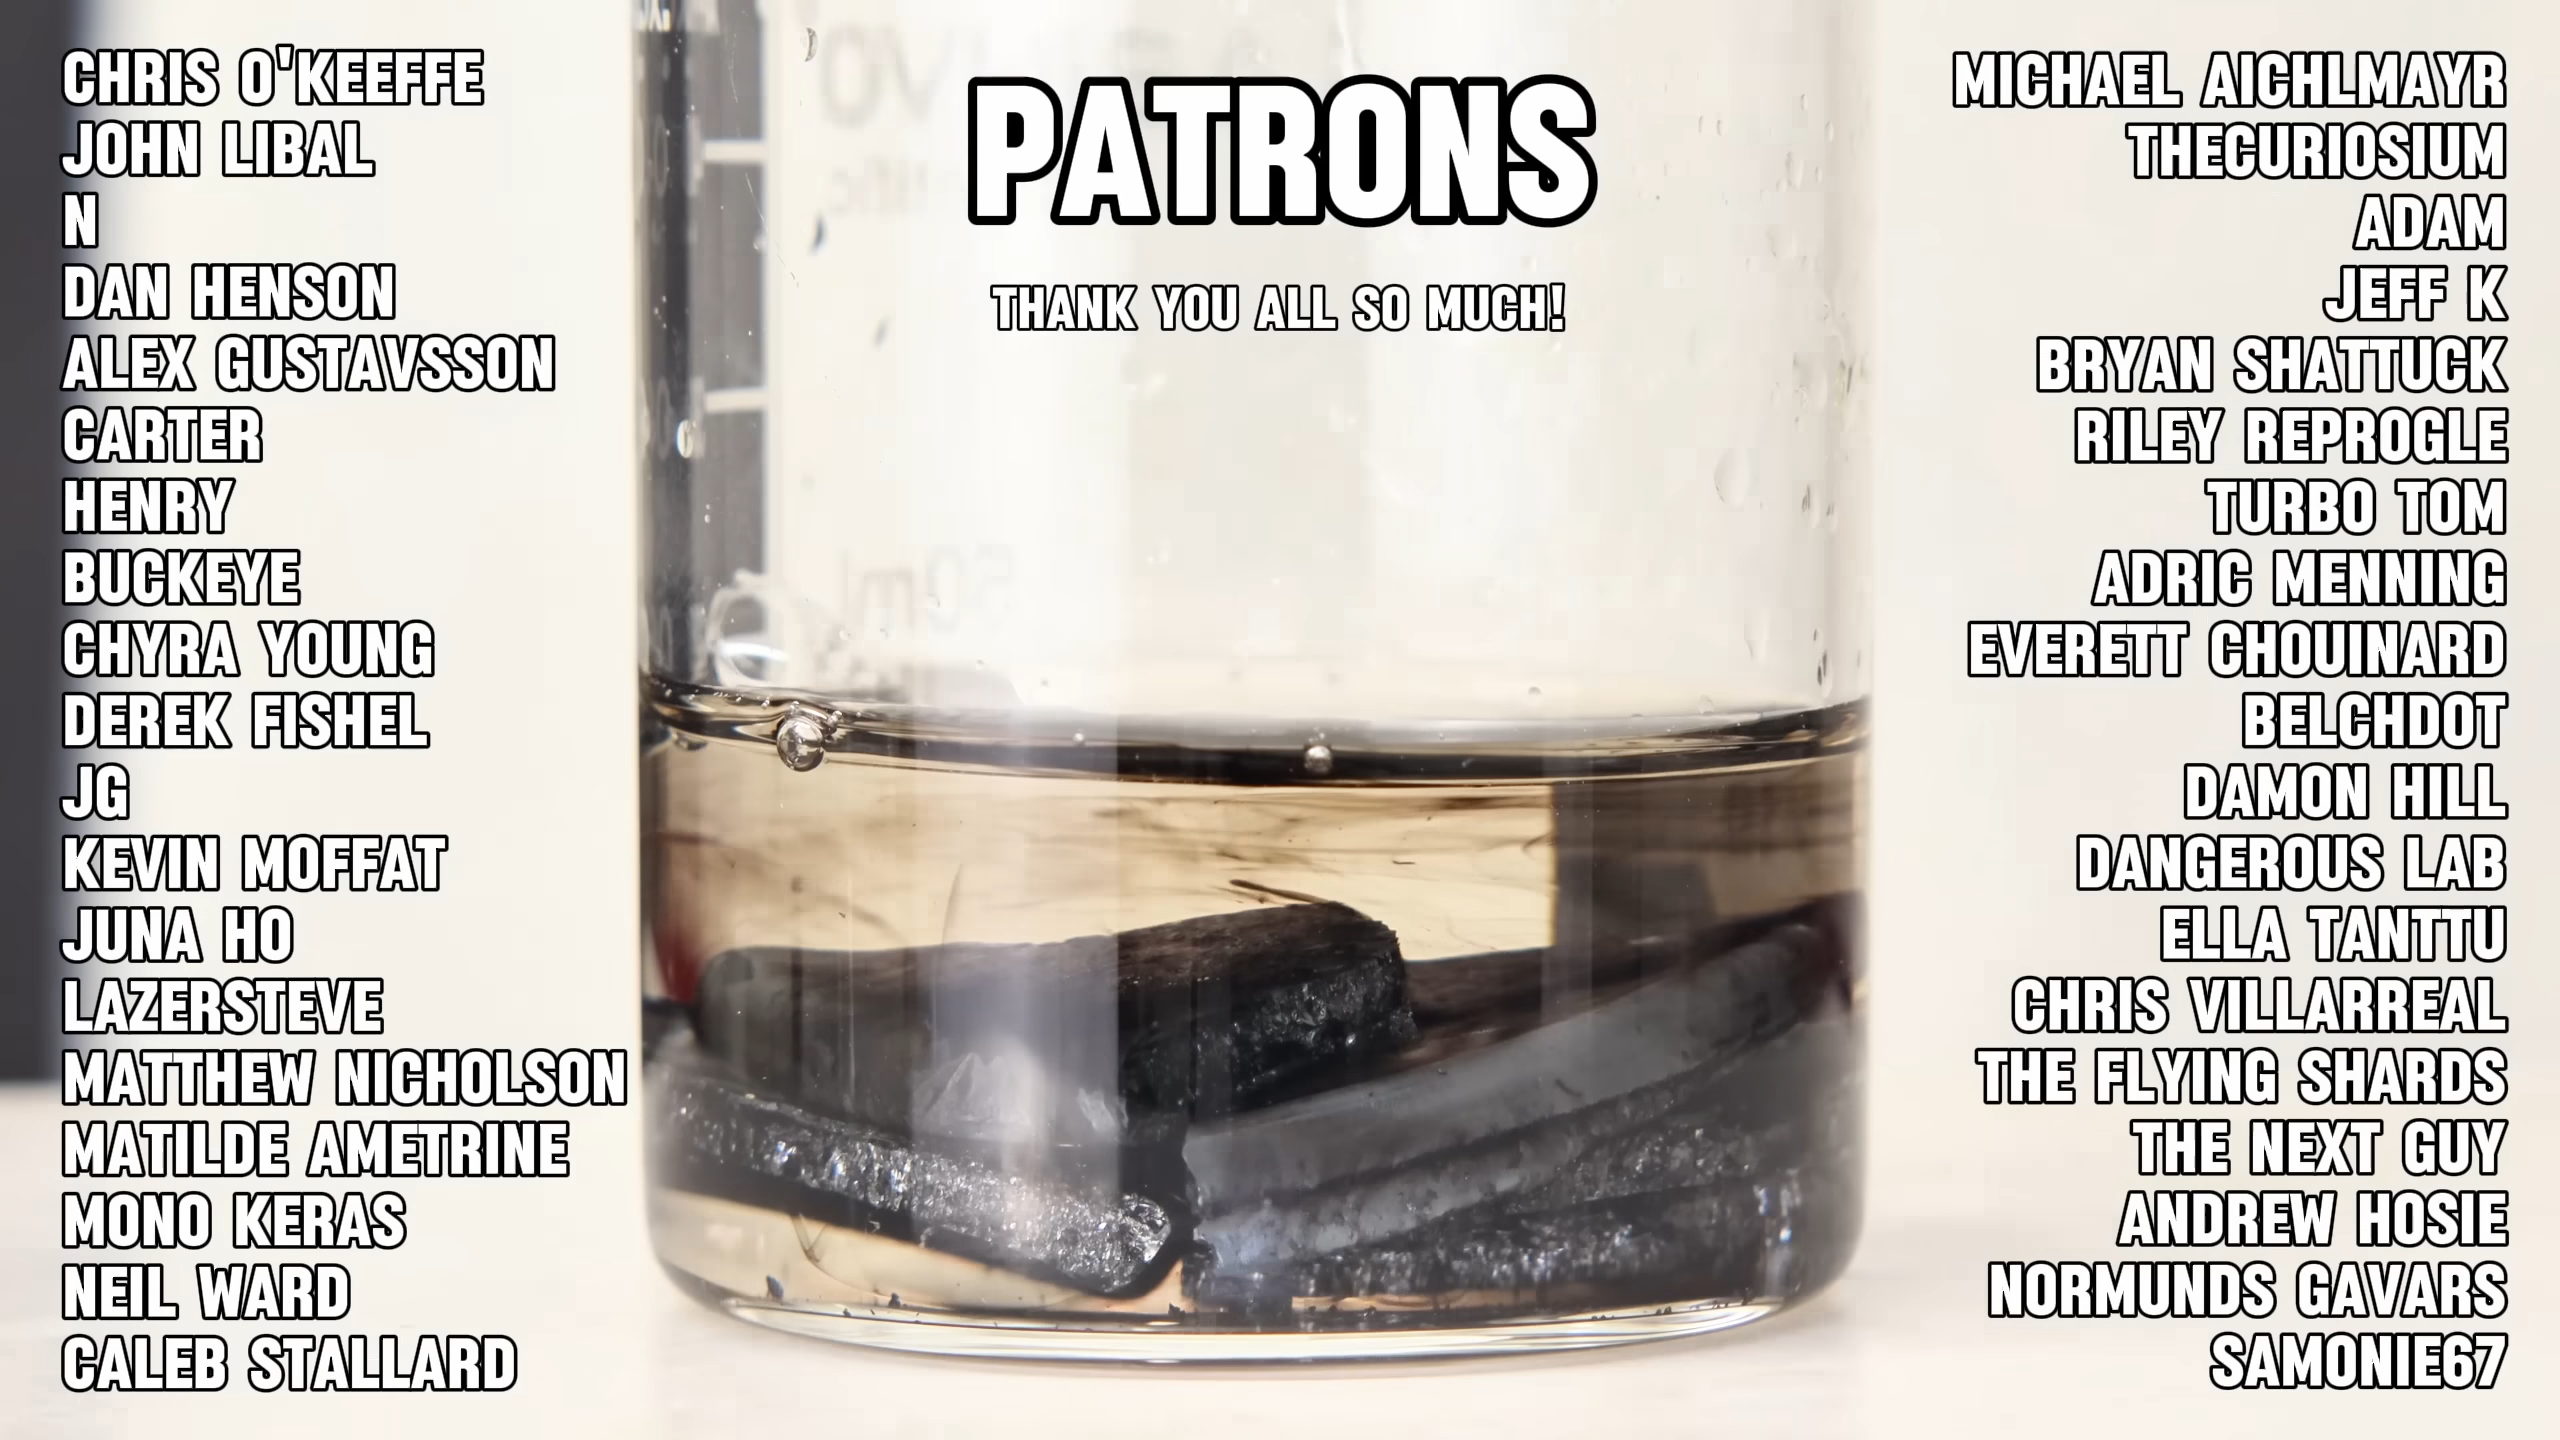 CHRIS O'KEEFFE
JOHN LIBAL
N
DAN HENSON
ALEX GUSTAVSSON
CARTER
HENRY
BUCKEYE
CHYRA YOUNG
DEREK FISHEL
JG
KEVIN MOFFAT
JUNA HO
LAZERSTEVE
MATTHEW NICHOLSON
MATILDE AMETRINE
MONO KERAS
NEIL WARD
CALEB STALLARD
PATRONS
THANK YOU ALL SO MUCH!
50ml
MICHAEL AICHLMAYR
THECURIOSIUM
ADAM
JEFF K
BRYAN SHATTUCK
RILEY REPROGLE
TURBO TOM
ADRIC MENNING
EVERETT CHOUINARD
BELCHDOT
DAMON HILL
DANGEROUS LAB
ELLA TANTTU
CHRIS VILLARREAL
THE FLYING SHARDS
THE NEXT GUY
ANDREW HOSIE
NORMUNDS GAVARS
SAMONIE67